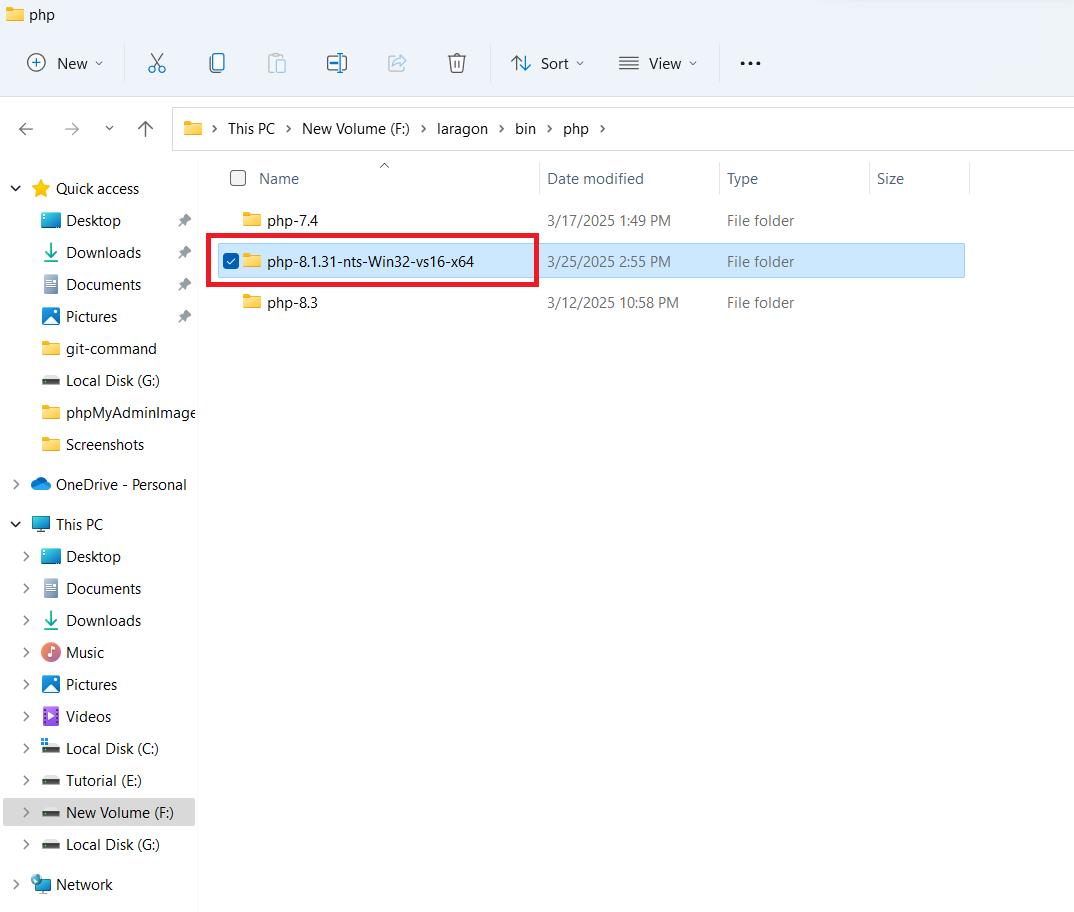 php
New Sort View
This PC New Volume (F:) laragon bin php
Name Date modified Type Size
php-7.4 3/17/2025 1:49 PM File folder
php-8.1.31-nts-Win32-vs16-x64 3/25/2025 2:55 PM File folder
php-8.3 3/12/2025 10:58 PM File folder
Quick access
Desktop
Downloads
Documents
Pictures
git-command
Local Disk (G:)
phpMyAdminImage
Screenshots
OneDrive - Personal
This PC
Desktop
Documents
Downloads
Music
Pictures
Videos
Local Disk (C:)
Tutorial (E:)
New Volume (F:)
Local Disk (G:)
Network